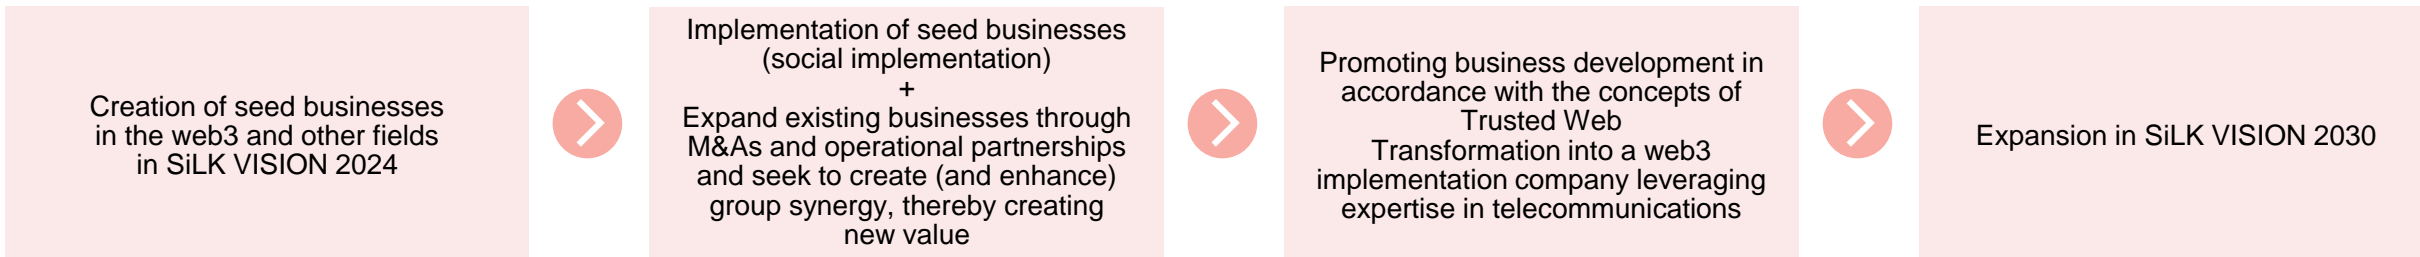 Creation of seed businesses
in the web3 and other fields
in SiLK VISION 2024
Implementation of seed businesses
(social implementation)
+
Expand existing businesses through
M&As and operational partnerships
and seek to create (and enhance)
group synergy, thereby creating
new value
Promoting business development in
accordance with the concepts of
Trusted Web
Transformation into a web3
implementation company leveraging
expertise in telecommunications
Expansion in SiLK VISION 2030